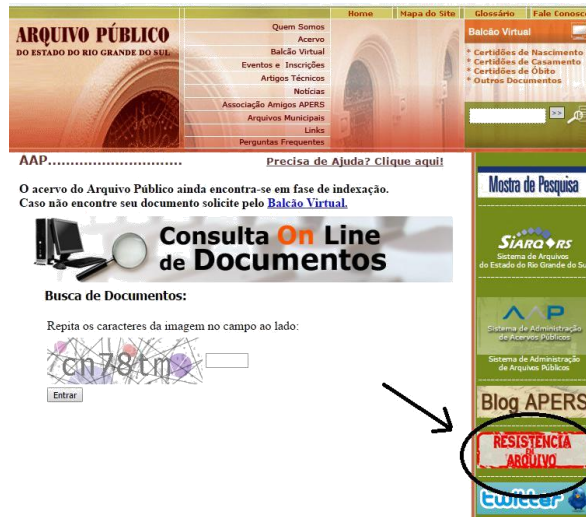 Home Mapa do Site Glossário Fale Conosc
ARQUIVO PÚBLICO
DO ESTADO DO RIO GRANDE DO SUL
Quem Somos
Acervo
Balcão Virtual
Eventos e Inscrições
Artigos Técnicos
Notícias
Associação Amigos APERS
Arquivos Municipais
Links
Perguntas Frequentes
Balcão Virtual
* Certidões de Nascimento
* Certidões de Casamento
* Certidões de Óbito
* Outros Documentos
>>
AAP..............................
Precisa de Ajuda? Clique aqui!
O acervo do Arquivo Público ainda encontra-se em fase de indexação.
Caso não encontre seu documento solicite pelo Balcão Virtual.
Consulta On Line
de Documentos
Busca de Documentos:
Repita os caracteres da imagem no campo ao lado:
cn78tm
Entrar
Mostra de Pesquisa
SIARQ RS
Sistema de Arquivos
do Estado do Rio Grande do Su
AAP
Sistema de Administração
de Acervos Públicos
Sistema de Administração
de Arquivos Públicos
Blog APERS
RESISTÊNCIA
EM
ARQUIVO
twitter